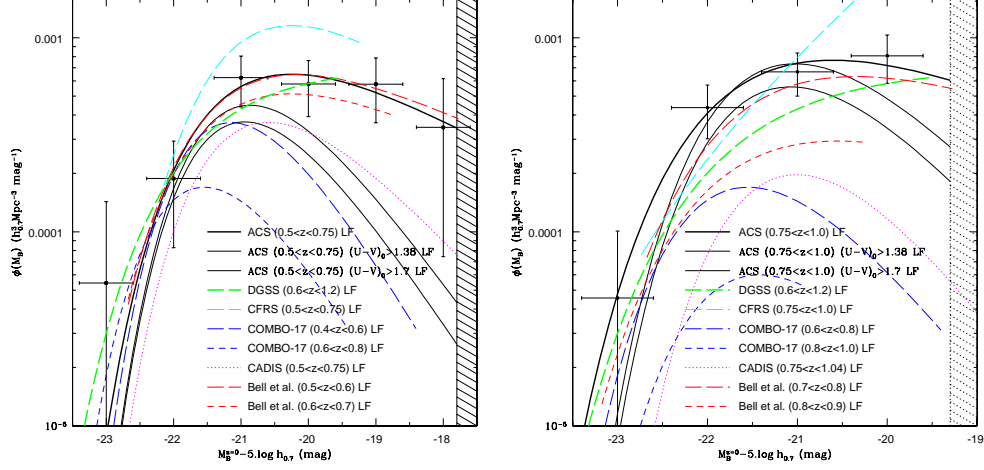 0.001
0.0001
10⁻⁵
φ(M_B) (h³₀.₇Mpc⁻³ mag⁻¹)
ACS (0.5<z<0.75) LF
ACS (0.5<z<0.75) (U-V)₀>1.38 LF
ACS (0.5<z<0.75) (U-V)₀>1.7 LF
DGSS (0.6<z<1.2) LF
CFRS (0.5<z<0.75) LF
COMBO-17 (0.4<z<0.6) LF
COMBO-17 (0.6<z<0.8) LF
CADIS (0.5<z<0.75) LF
Bell et al. (0.5<z<0.6) LF
Bell et al. (0.6<z<0.7) LF
-23 -22 -21 -20 -19 -18
M_B^{z=0}-5.log h₀.₇ (mag)
0.001
0.0001
10⁻⁵
φ(M_B) (h³₀.₇Mpc⁻³ mag⁻¹)
ACS (0.75<z<1.0) LF
ACS (0.75<z<1.0) (U-V)₀>1.38 LF
ACS (0.75<z<1.0) (U-V)₀>1.7 LF
DGSS (0.6<z<1.2) LF
CFRS (0.75<z<1.0) LF
COMBO-17 (0.6<z<0.8) LF
COMBO-17 (0.8<z<1.0) LF
CADIS (0.75<z<1.04) LF
Bell et al. (0.7<z<0.8) LF
Bell et al. (0.8<z<0.9) LF
-23 -22 -21 -20 -19
M_B^{z=0}-5.log h₀.₇ (mag)